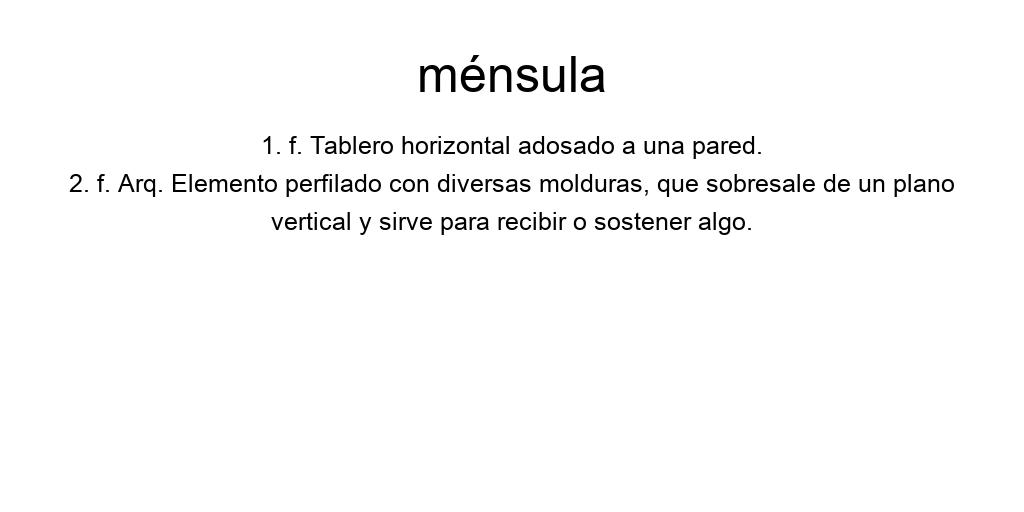 ménsula
1. f. Tablero horizontal adosado a una pared.
2. f. Arq. Elemento perfilado con diversas molduras, que sobresale de un plano
vertical y sirve para recibir o sostener algo.